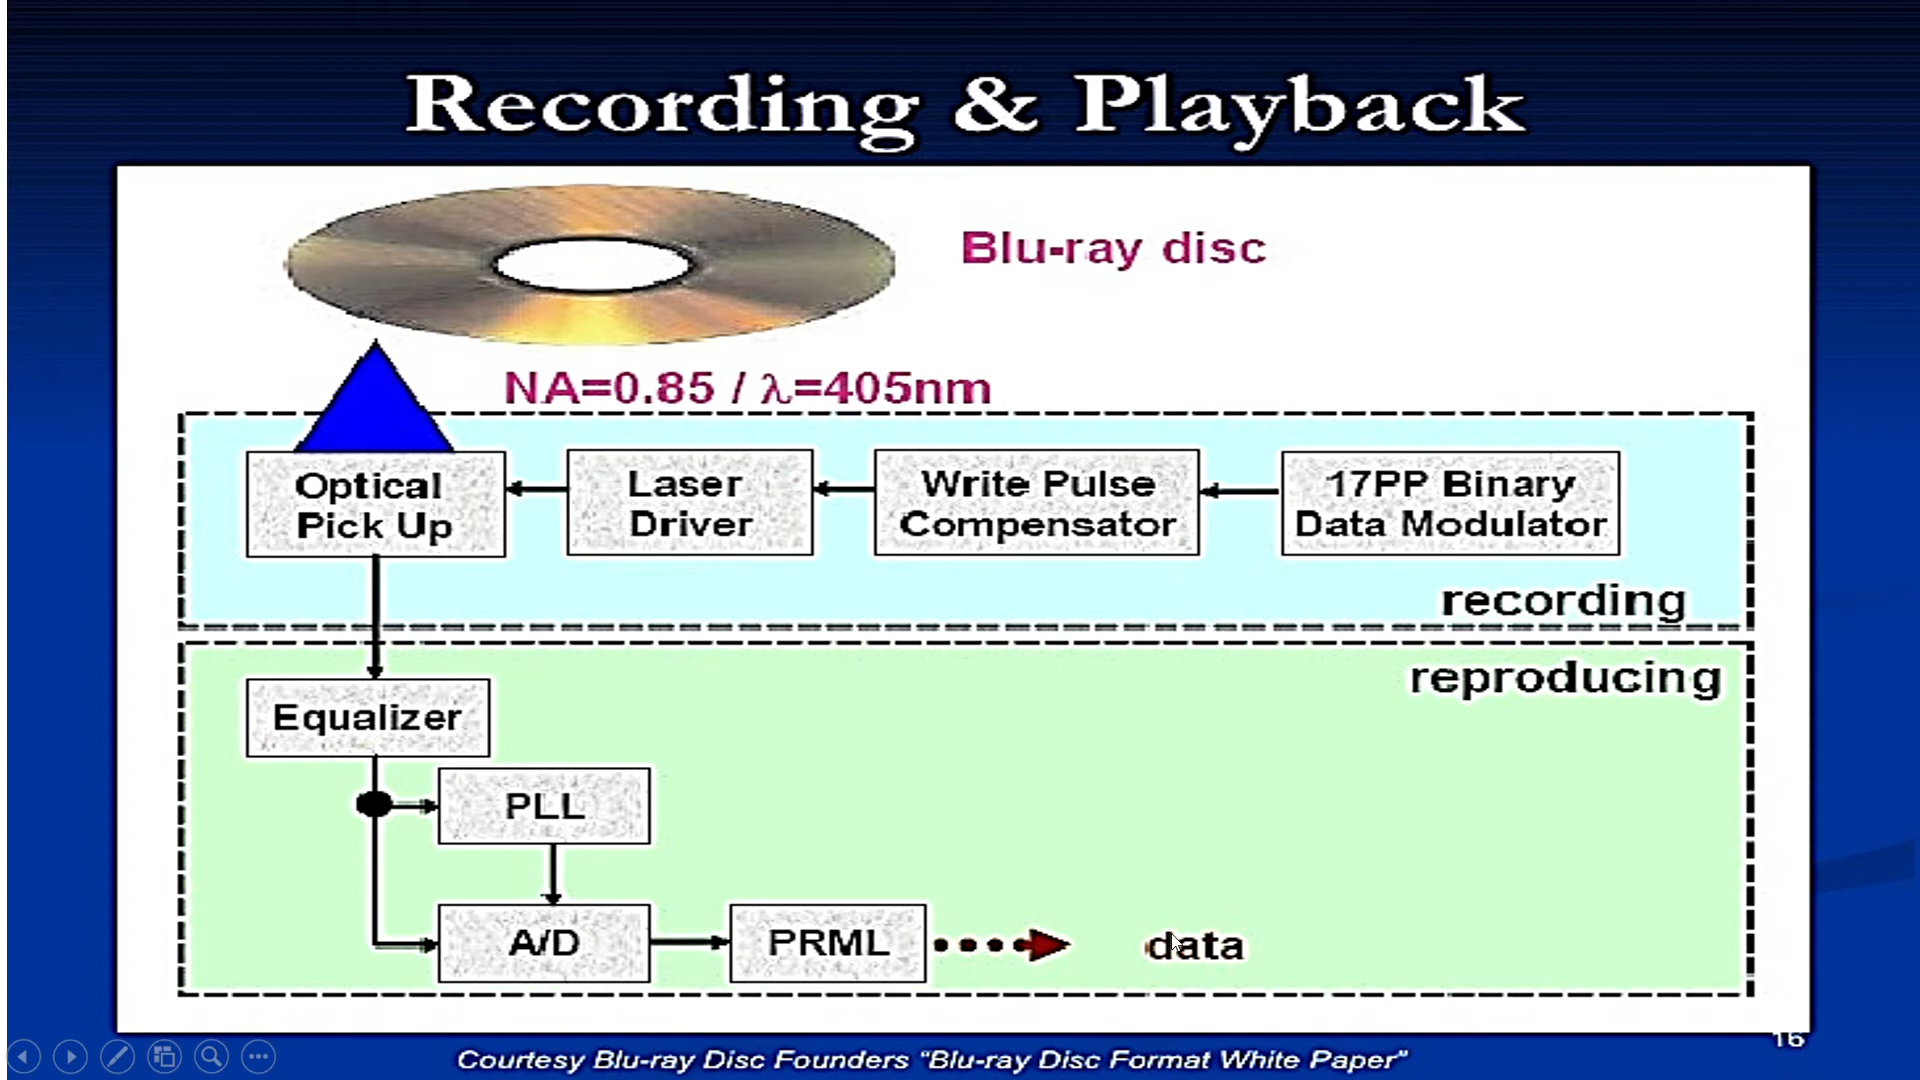 Recording & Playback
Blu-ray disc
NA=0.85 / λ=405nm
Optical
Pick Up
Laser
Driver
Write Pulse
Compensator
17PP Binary
Data Modulator
recording
reproducing
Equalizer
PLL
A/D
PRML
data
16
Courtesy Blu-ray Disc Founders “Blu-ray Disc Format White Paper”